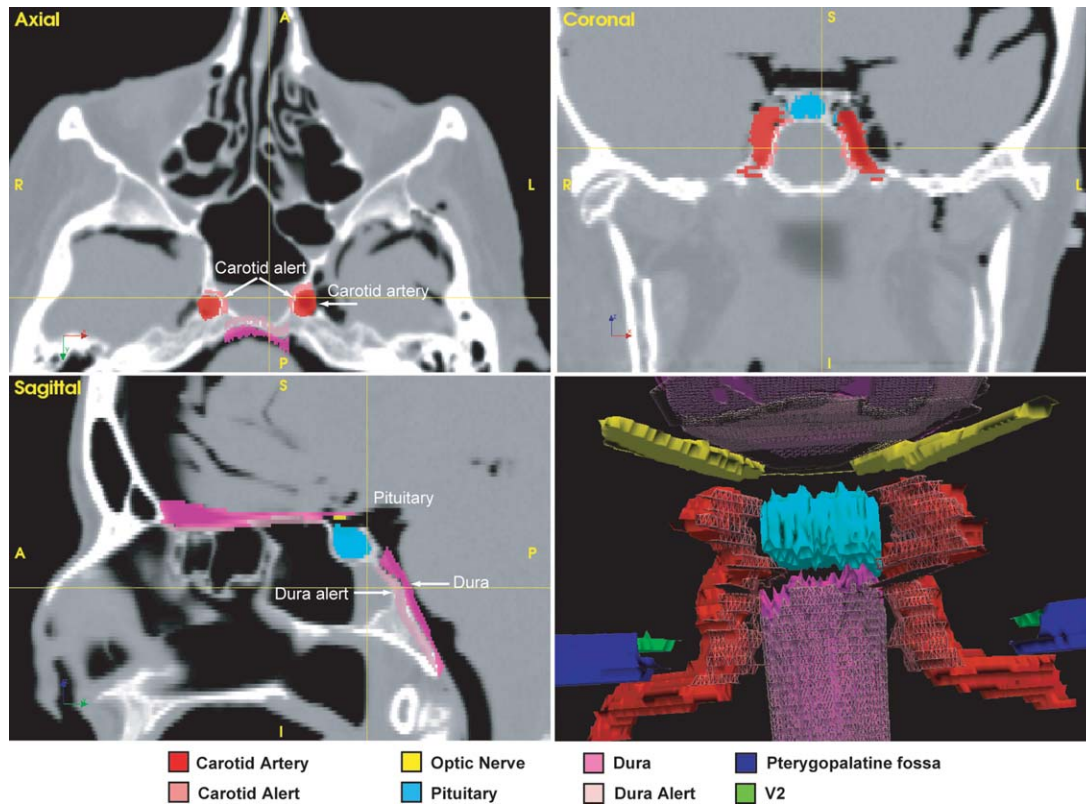 Axial
A
R
L
Carotid alert
Carotid artery
P
Coronal
S
R
L
I
Sagittal
S
Pituitary
A
P
Dura
Dura alert
I
Carotid Artery
Optic Nerve
Dura
Pterygopalatine fossa
Carotid Alert
Pituitary
Dura Alert
V2